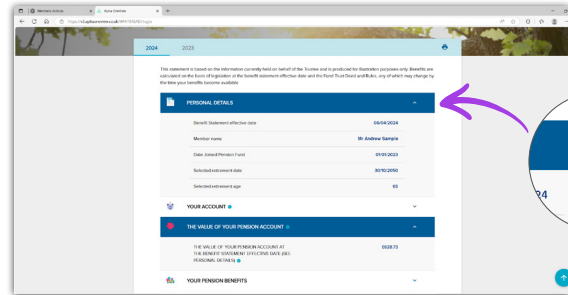 Members Articles
2024
2023
This statement is based on the information currently held on behalf of the Trustee and is produced for illustration purposes only. Benefits are
calculated on the basis of legislation at the benefit statement effective date and the Fund Trust Deed and Rules, any of which may change by
the time your benefits become available
PERSONAL DETAILS
Benefit Statement effective date
06/04/2024
Member name
Mr Andrew Sample
Date Joined Pension Fund
01/01/2023
Selected retirement date
30/10/2050
Selected retirement age
65
24
YOUR ACCOUNT
THE VALUE OF YOUR PENSION ACCOUNT
THE VALUE OF YOUR PENSION ACCOUNT AT
THE BENEFIT STATEMENT EFFECTIVE DATE (SEE
PERSONAL DETAILS)
YOUR PENSION BENEFITS